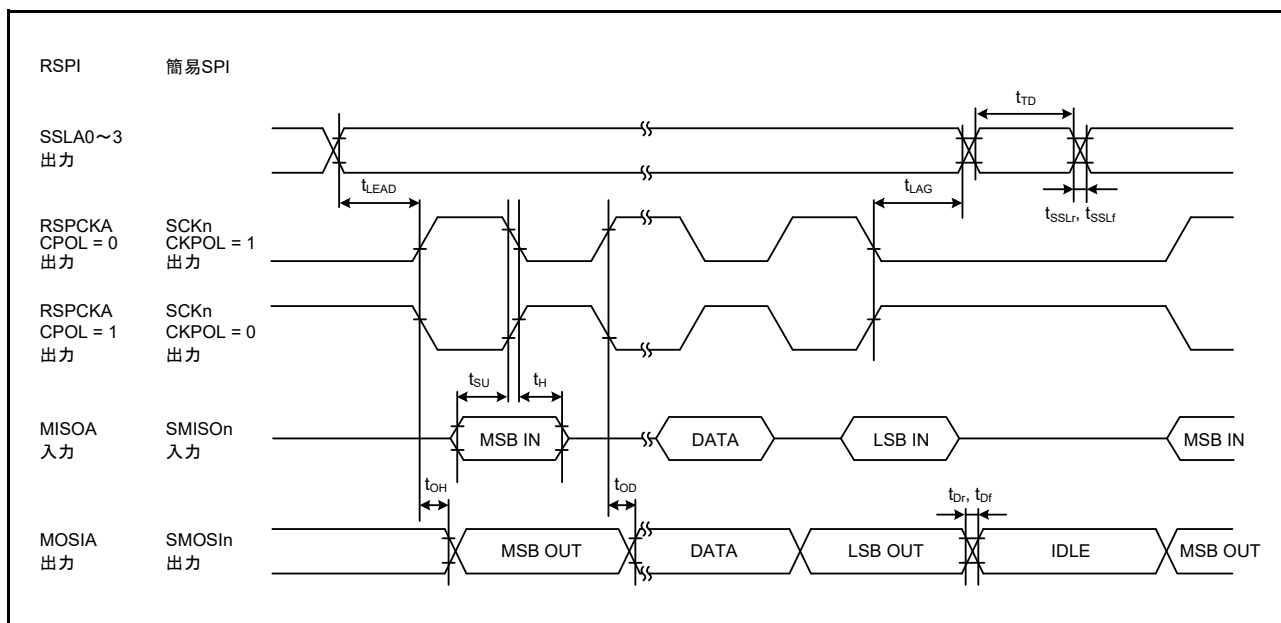 RSPI 簡易SPI
tTD
SSLA0～3
出力
tLEAD
tLAG
tSSLr, tSSLf
RSPCKA SCKn
CPOL = 0 CKPOL = 1
出力 出力
RSPCKA SCKn
CPOL = 1 CKPOL = 0
出力 出力
tSU tH
MISOA SMISOn
入力 入力
MSB IN DATA LSB IN MSB IN
tOH tOD tDr, tDf
MOSIA SMOSIn
出力 出力
MSB OUT DATA LSB OUT IDLE MSB OUT